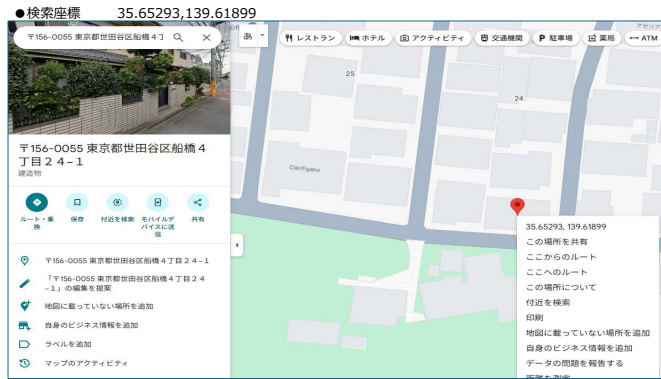 ●検索座標　35.65293,139.61899
〒156-0055 東京都世田谷区船橋4丁
あ
レストラン
ホテル
アクティビティ
交通機関
P 駐車場
薬局
ATM
25
24
Clarifigano
〒156-0055 東京都世田谷区船橋4
丁目24−1
建造物
ルート・乗換
保存
付近を検索
モバイルデバイスに送信
共有
〒156-0055 東京都世田谷区船橋4丁目24−1
「〒156-0055 東京都世田谷区船橋4丁目24
−1」の編集を提案
地図に載っていない場所を追加
自身のビジネス情報を追加
ラベルを追加
マップのアクティビティ
35.65293, 139.61899
この場所を共有
ここからのルート
ここへのルート
この場所について
付近を検索
印刷
地図に載っていない場所を追加
自身のビジネス情報を追加
データの問題を報告する
距離を測定